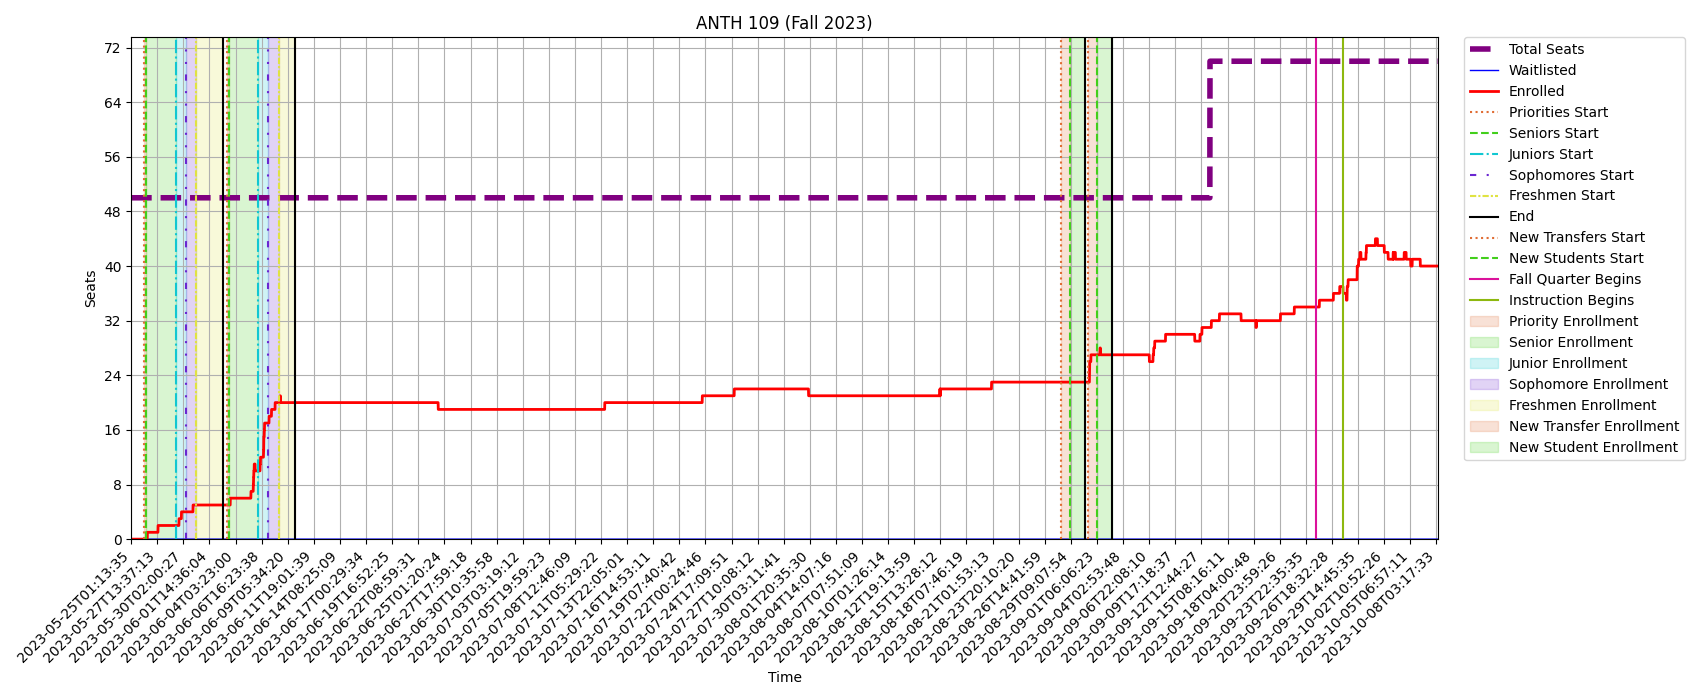 ANTH 109 (Fall 2023)
72
64
56
48
40
32
24
16
8
0
Seats
2023-05-25T01:13:35
2023-05-27T13:37:13
2023-05-30T02:00:27
2023-06-01T14:36:04
2023-06-04T03:23:00
2023-06-06T16:23:38
2023-06-09T05:34:20
2023-06-11T19:01:39
2023-06-14T08:25:09
2023-06-17T00:29:34
2023-06-19T16:52:25
2023-06-22T08:59:31
2023-06-25T01:20:24
2023-06-27T17:59:18
2023-06-30T10:35:58
2023-07-03T03:19:12
2023-07-05T19:59:23
2023-07-08T12:46:09
2023-07-11T05:29:22
2023-07-13T22:05:01
2023-07-16T14:53:11
2023-07-19T07:40:42
2023-07-22T00:24:46
2023-07-24T17:09:51
2023-07-27T10:08:12
2023-07-30T03:11:41
2023-08-01T20:35:30
2023-08-04T14:07:16
2023-08-07T07:51:09
2023-08-10T01:26:14
2023-08-12T19:13:59
2023-08-15T13:28:12
2023-08-18T07:46:19
2023-08-21T01:53:13
2023-08-23T20:10:20
2023-08-26T14:41:59
2023-08-29T09:07:54
2023-09-01T06:06:23
2023-09-04T02:53:48
2023-09-06T22:08:10
2023-09-09T17:18:37
2023-09-12T12:44:27
2023-09-15T08:16:11
2023-09-18T04:00:48
2023-09-20T23:59:26
2023-09-23T22:35:35
2023-09-26T18:32:28
2023-09-29T14:45:35
2023-10-02T10:52:26
2023-10-05T06:57:11
2023-10-08T03:17:33
Time
Total Seats
Waitlisted
Enrolled
Priorities Start
Seniors Start
Juniors Start
Sophomores Start
Freshmen Start
End
New Transfers Start
New Students Start
Fall Quarter Begins
Instruction Begins
Priority Enrollment
Senior Enrollment
Junior Enrollment
Sophomore Enrollment
Freshmen Enrollment
New Transfer Enrollment
New Student Enrollment